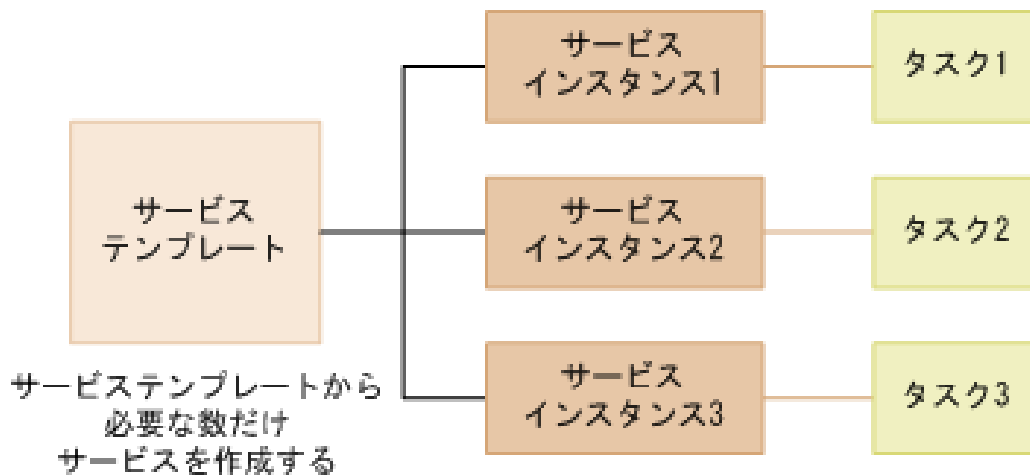 サービス
インスタンス1
タスク1
サービス
テンプレート
サービス
インスタンス2
タスク2
サービス
インスタンス3
タスク3
サービステンプレートから
必要な数だけ
サービスを作成する